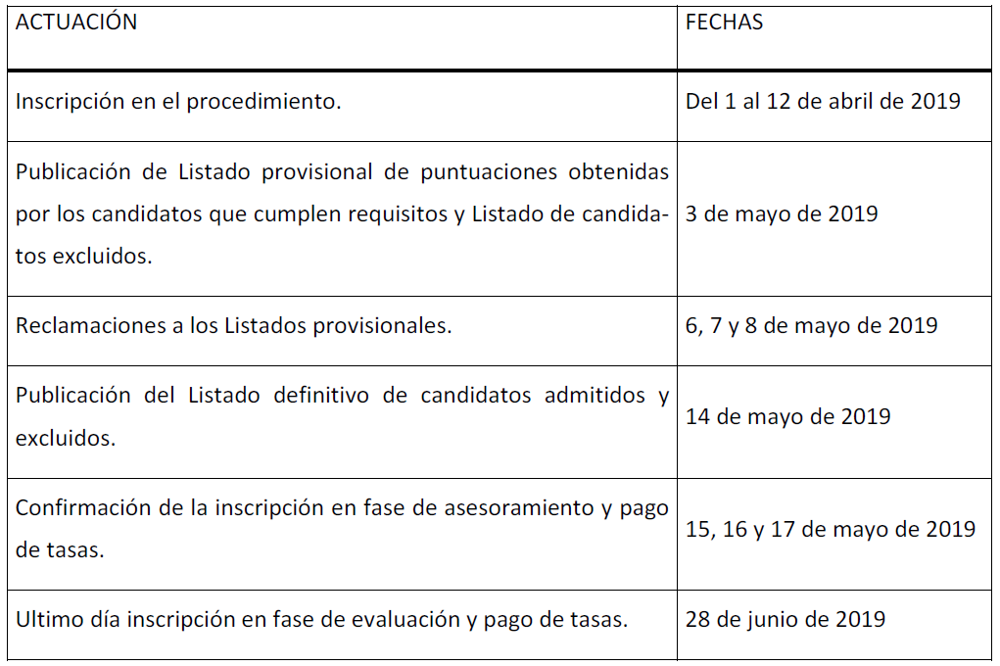 ACTUACIÓN FECHAS
Inscripción en el procedimiento. Del 1 al 12 de abril de 2019
Publicación de Listado provisional de puntuaciones obtenidas
por los candidatos que cumplen requisitos y Listado de candida-
tos excluidos.
3 de mayo de 2019
Reclamaciones a los Listados provisionales. 6, 7 y 8 de mayo de 2019
Publicación del Listado definitivo de candidatos admitidos y
excluidos.
14 de mayo de 2019
Confirmación de la inscripción en fase de asesoramiento y pago
de tasas.
15, 16 y 17 de mayo de 2019
Ultimo día inscripción en fase de evaluación y pago de tasas. 28 de junio de 2019